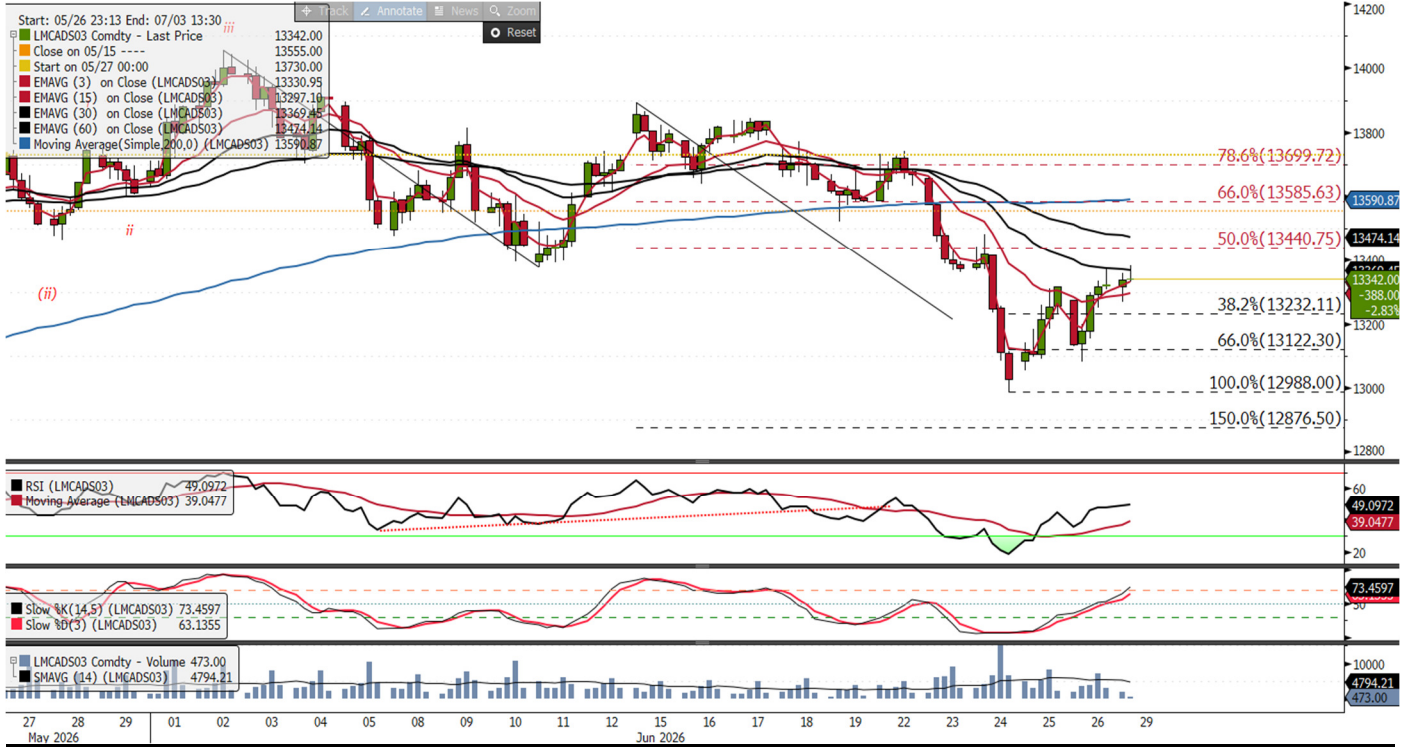 Track Annotate News Zoom
Reset
Start: 05/26 23:13 End: 07/03 13:30
LMCADS03 Comdty - Last Price 13342.00
Close on 05/15 ---- 13555.00
Start on 05/27 00:00 13730.00
EMAVG (3) on Close (LMCADS03) 13330.95
EMAVG (15) on Close (LMCADS03) 13297.10
EMAVG (30) on Close (LMCADS03) 13369.45
EMAVG (60) on Close (LMCADS03) 13474.14
Moving Average(Simple,200,0) (LMCADS03) 13590.87
iii
ii
(ii)
78.6%(13699.72)
66.0%(13585.63)
50.0%(13440.75)
38.2%(13232.11)
66.0%(13122.30)
100.0%(12988.00)
150.0%(12876.50)
14200
14000
13800
13590.87
13474.14
13400
13342.00
-388.00
-2.83%
13200
13000
12800
RSI (LMCADS03) 49.0972
Moving Average (LMCADS03) 39.0477
60
49.0972
39.0477
20
Slow %K(14,5) (LMCADS03) 73.4597
Slow %D(3) (LMCADS03) 63.1355
73.4597
50
LMCADS03 Comdty - Volume 473.00
SMAVG (14) (LMCADS03) 4794.21
10000
4794.21
473.00
27 28 29 01 02 03 04 05 08 09 10 11 12 15 16 17 18 19 22 23 24 25 26 29
May 2026 Jun 2026